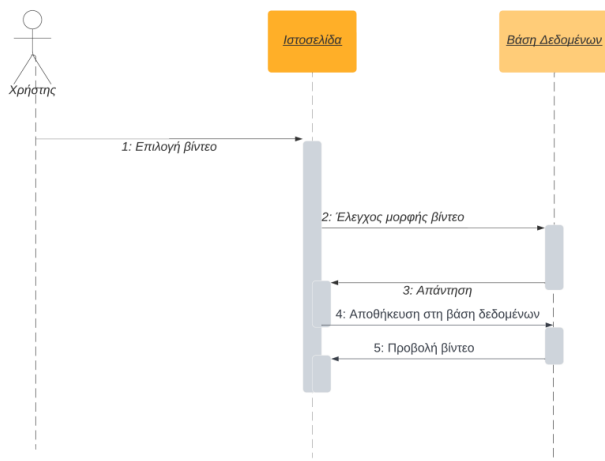 Χρήστης
Ιστοσελίδα
Βάση Δεδομένων
1: Επιλογή βίντεο
2: Έλεγχος μορφής βίντεο
3: Απάντηση
4: Αποθήκευση στη βάση δεδομένων
5: Προβολή βίντεο